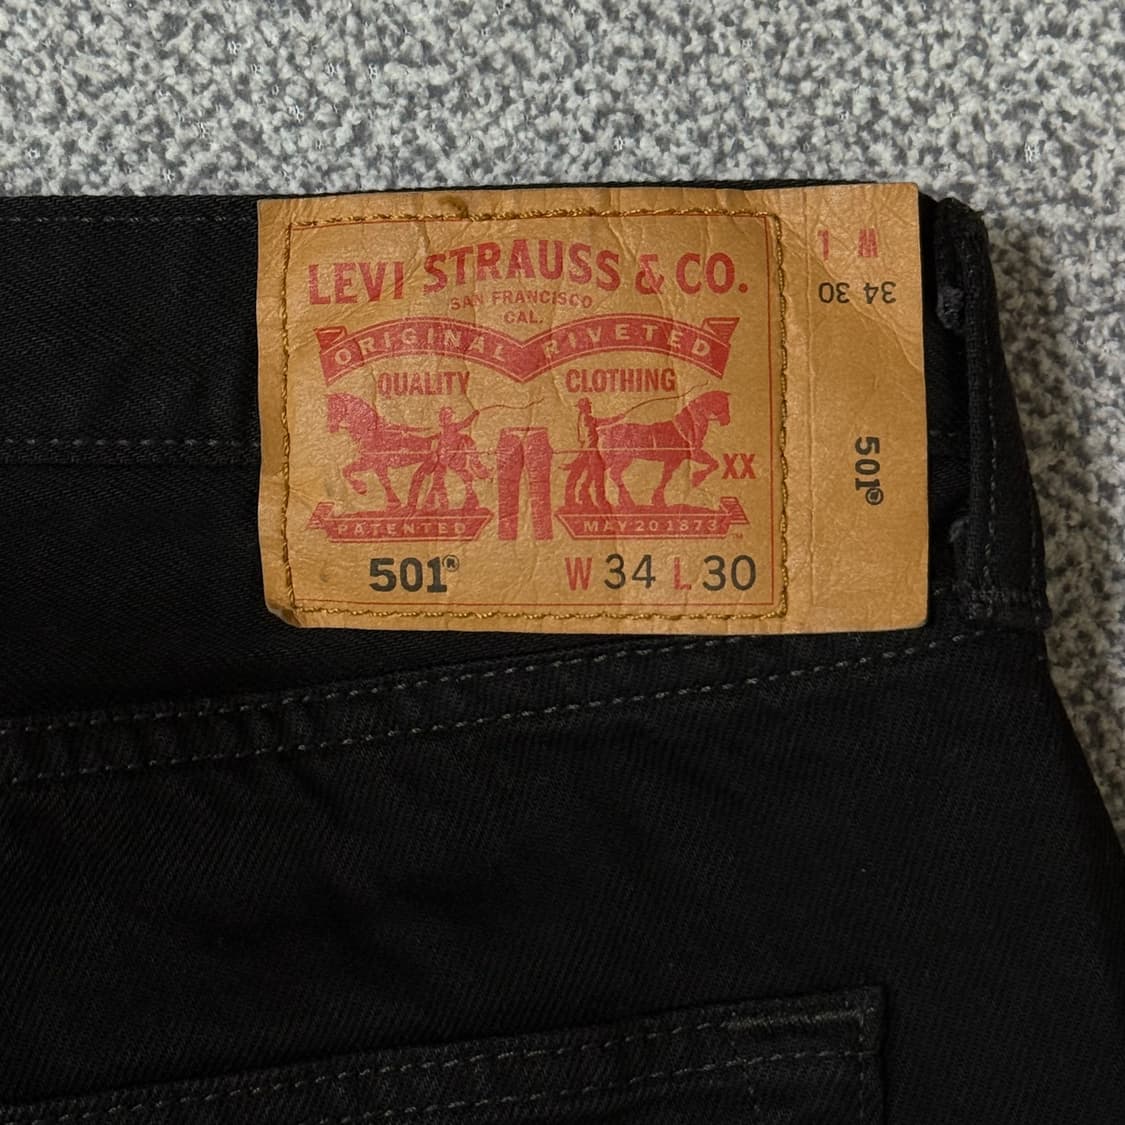 LEVI STRAUSS & CO.
SAN FRANCISCO
CAL.
ORIGINAL RIVETED
QUALITY CLOTHING
XX
PATENTED MAY 20 1873™
501® W 34 L 30
L W
34 30
501®